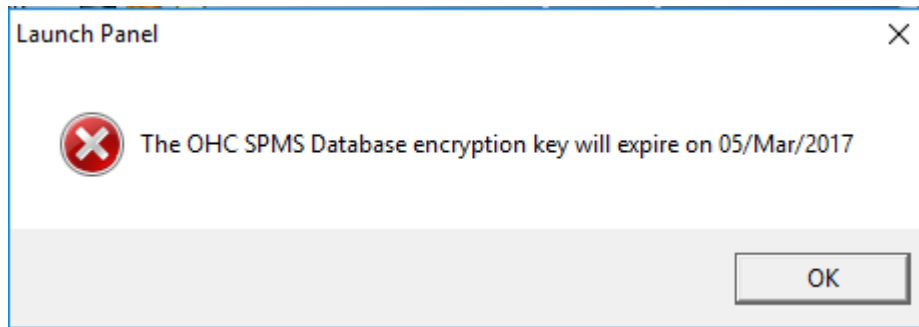 Launch Panel
The OHC SPMS Database encryption key will expire on 05/Mar/2017
OK